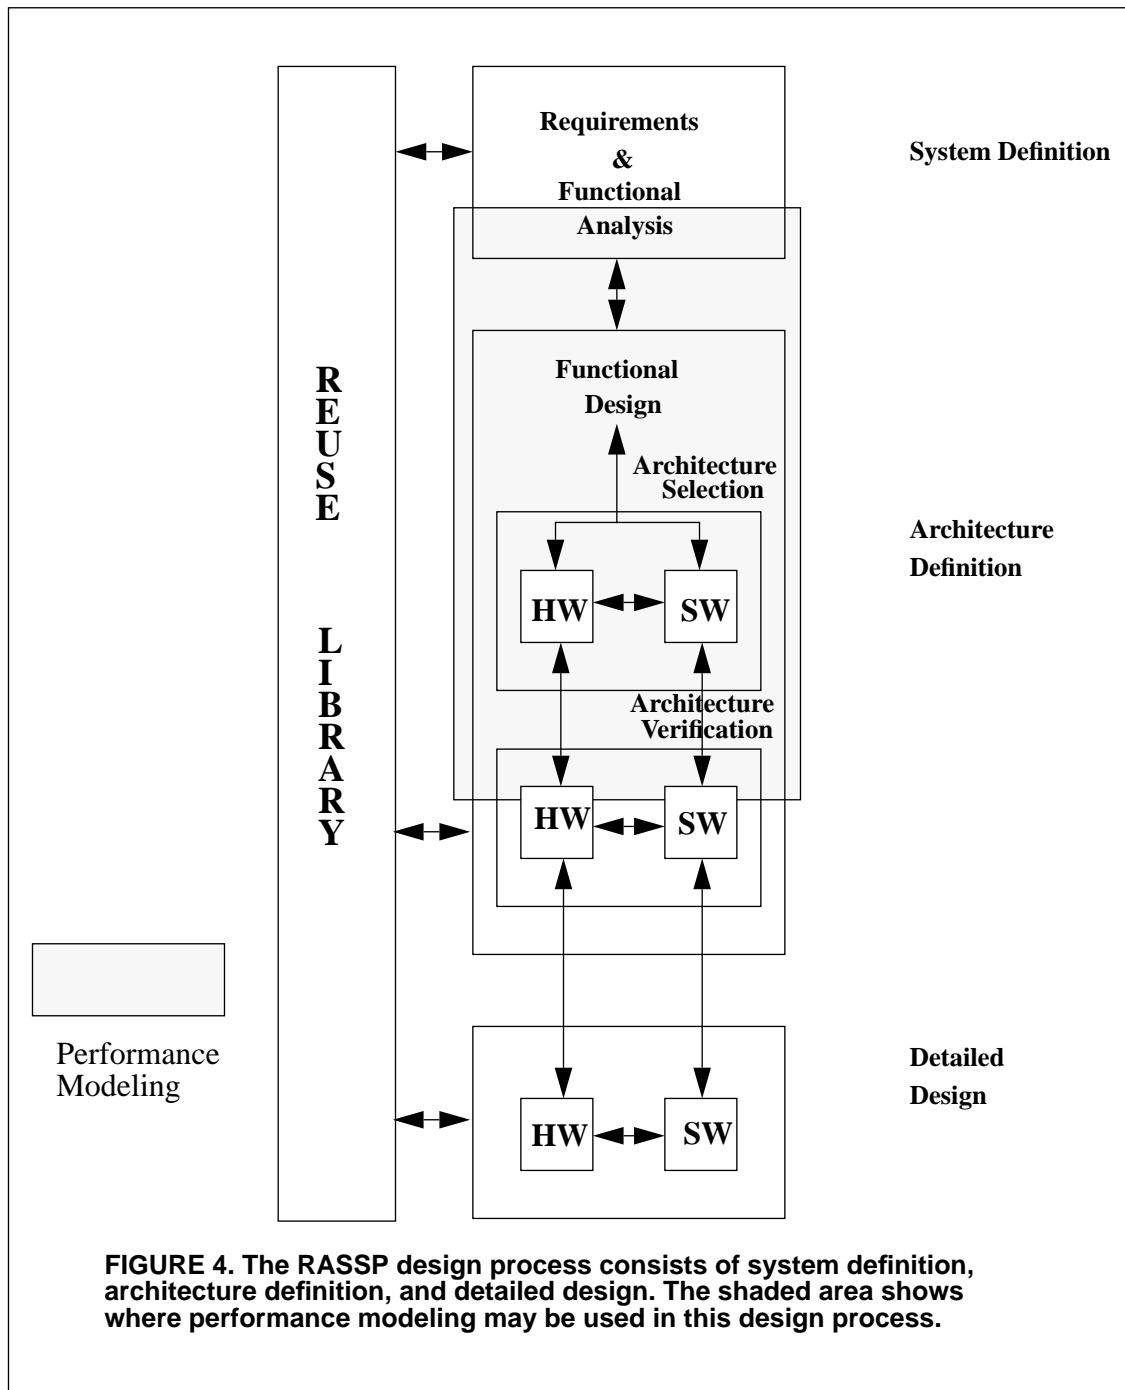 Requirements
&
Functional
Analysis
System Definition
REUSE LIBRARY
Functional
Design
Architecture
Selection
Architecture
Definition
HW
SW
Architecture
Verification
HW
SW
Performance
Modeling
Detailed
Design
HW
SW
FIGURE 4. The RASSP design process consists of system definition,
architecture definition, and detailed design. The shaded area shows
where performance modeling may be used in this design process.